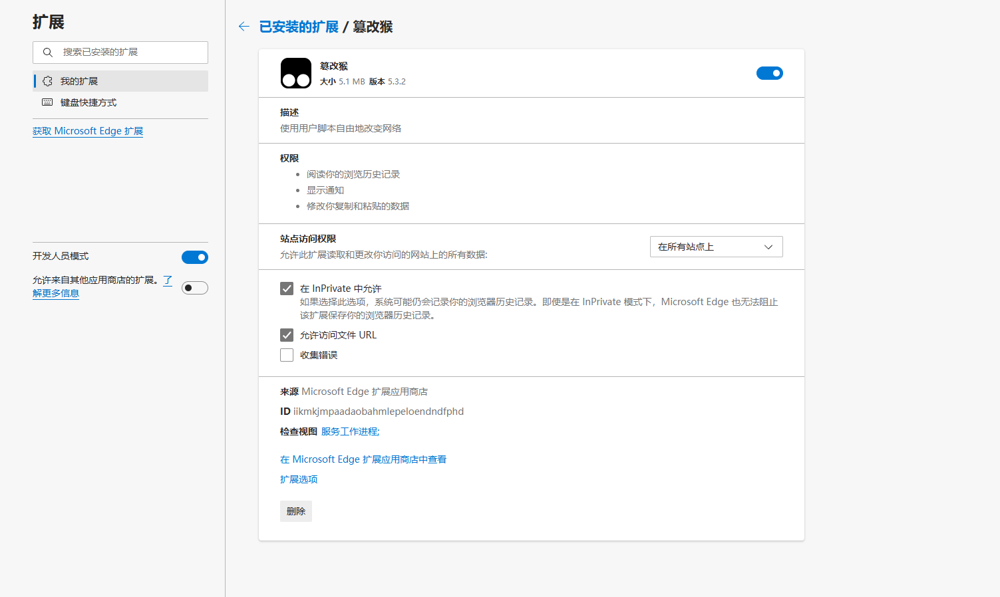 扩展
搜索已安装的扩展
我的扩展
键盘快捷方式
获取 Microsoft Edge 扩展
开发人员模式
允许来自其他应用商店的扩展。了
解更多信息
已安装的扩展 / 篡改猴
篡改猴
大小 5.1 MB 版本 5.3.2
描述
使用用户脚本自由地改变网络
权限
阅读你的浏览历史记录
显示通知
修改你复制和粘贴的数据
站点访问权限
允许此扩展读取和更改你访问的网站上的所有数据:
在所有站点上
在 InPrivate 中允许
如果选择此选项，系统可能仍会记录你的浏览器历史记录。即使是在 InPrivate 模式下，Microsoft Edge 也无法阻止
该扩展保存你的浏览器历史记录。
允许访问文件 URL
收集错误
来源 Microsoft Edge 扩展应用商店
ID iikmkjmpaadaobahmlepeloendndfphd
检查视图 服务工作进程;
在 Microsoft Edge 扩展应用商店中查看
扩展选项
删除